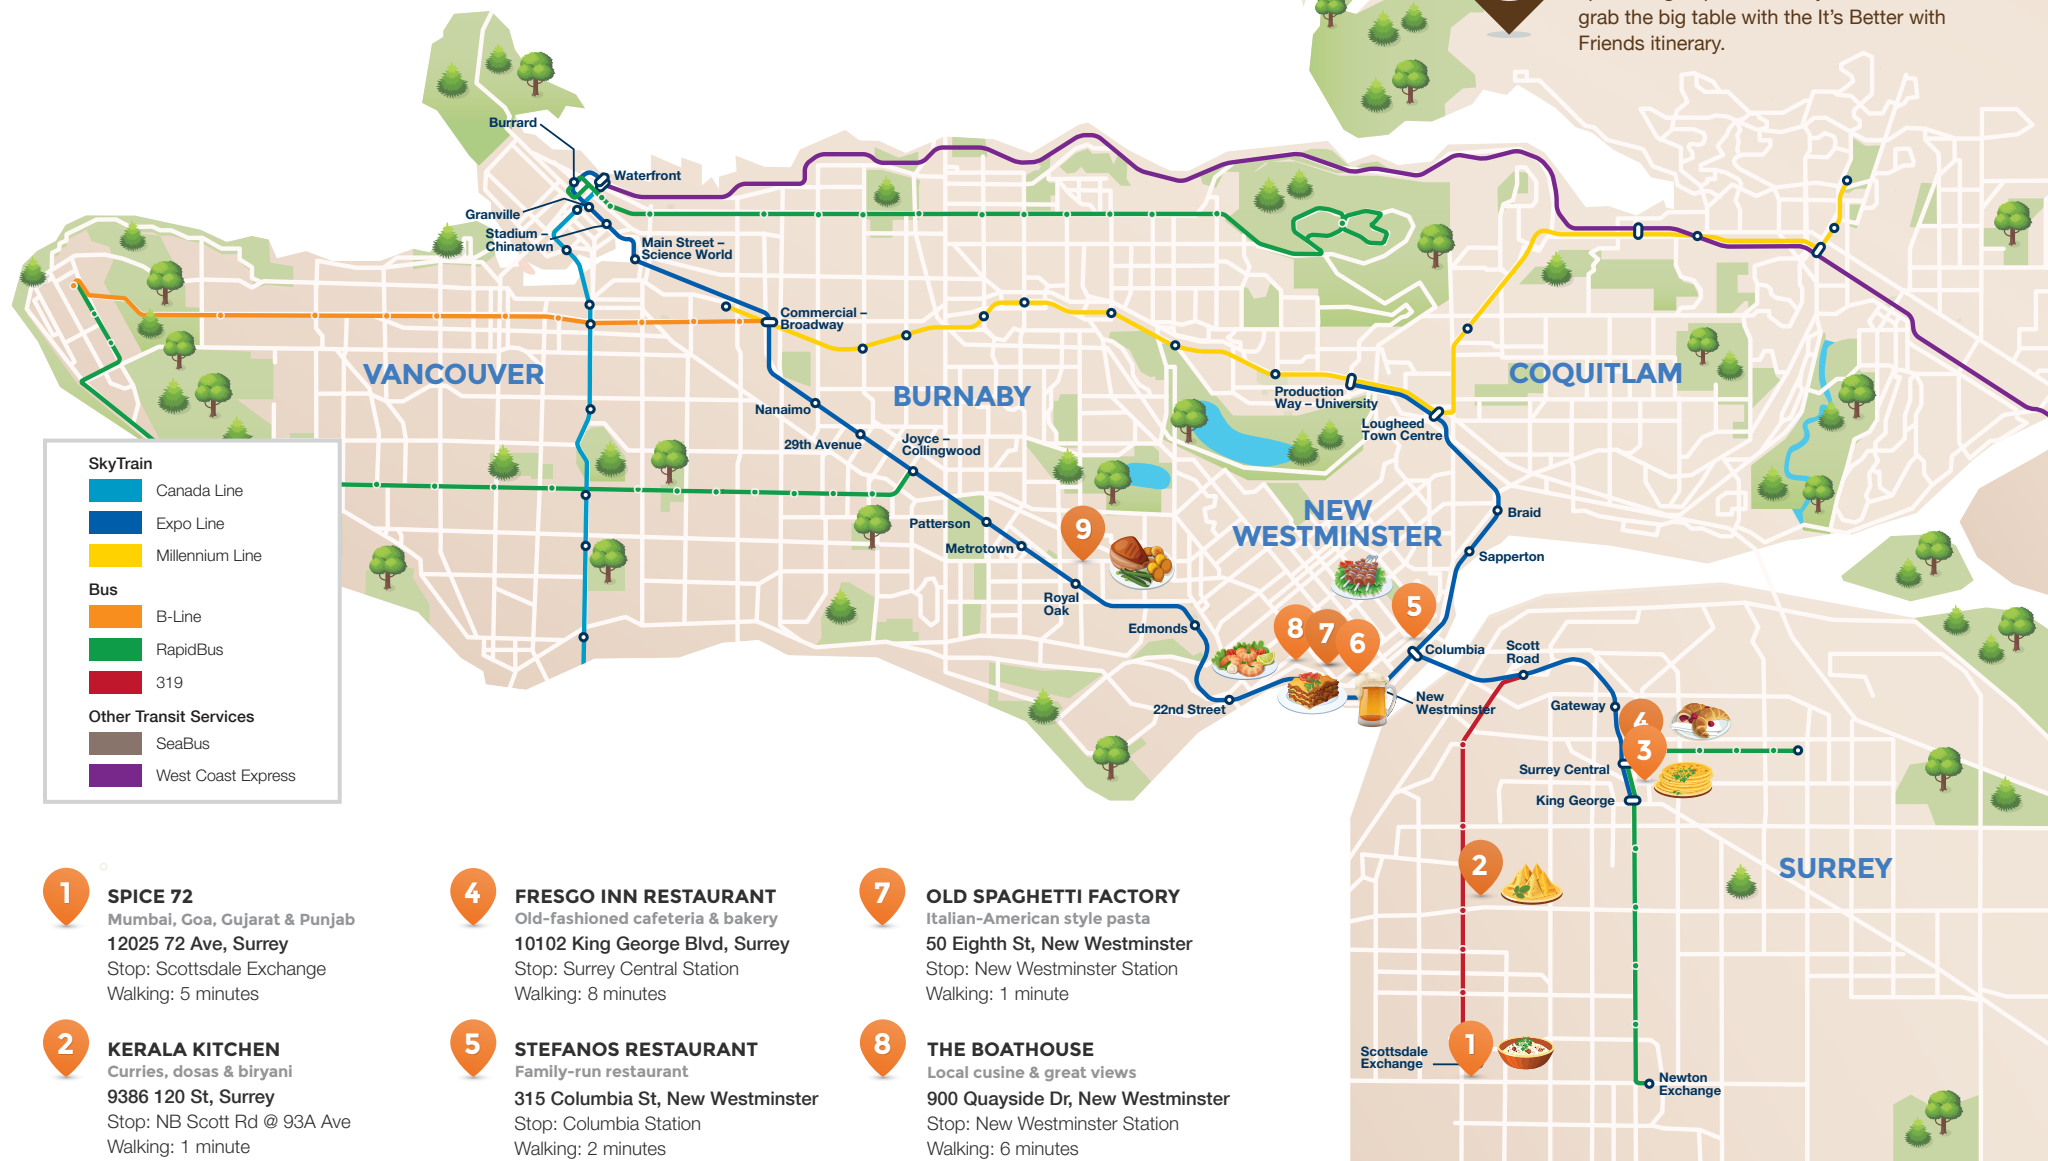 grab the big table with the It's Better with
Friends itinerary.
Burrard
Waterfront
Granville
Stadium –
Chinatown
Main Street –
Science World
Commercial –
Broadway
VANCOUVER
BURNABY
COQUITLAM
Production
Way – University
Lougheed
Town Centre
Nanaimo
29th Avenue
Joyce –
Collingwood
Patterson
Metrotown
9
NEW
WESTMINSTER
Braid
Sapperton
Royal
Oak
Edmonds
8
7
6
5
Columbia
Scott
Road
22nd Street
New
Westminster
Gateway
4
3
Surrey Central
King George
2
SURREY
1
Scottsdale
Exchange
Newton
Exchange
SkyTrain
Canada Line
Expo Line
Millennium Line
Bus
B-Line
RapidBus
319
Other Transit Services
SeaBus
West Coast Express
1
SPICE 72
Mumbai, Goa, Gujarat & Punjab
12025 72 Ave, Surrey
Stop: Scottsdale Exchange
Walking: 5 minutes
2
KERALA KITCHEN
Curries, dosas & biryani
9386 120 St, Surrey
Stop: NB Scott Rd @ 93A Ave
Walking: 1 minute
4
FRESGO INN RESTAURANT
Old-fashioned cafeteria & bakery
10102 King George Blvd, Surrey
Stop: Surrey Central Station
Walking: 8 minutes
5
STEFANOS RESTAURANT
Family-run restaurant
315 Columbia St, New Westminster
Stop: Columbia Station
Walking: 2 minutes
7
OLD SPAGHETTI FACTORY
Italian-American style pasta
50 Eighth St, New Westminster
Stop: New Westminster Station
Walking: 1 minute
8
THE BOATHOUSE
Local cusine & great views
900 Quayside Dr, New Westminster
Stop: New Westminster Station
Walking: 6 minutes